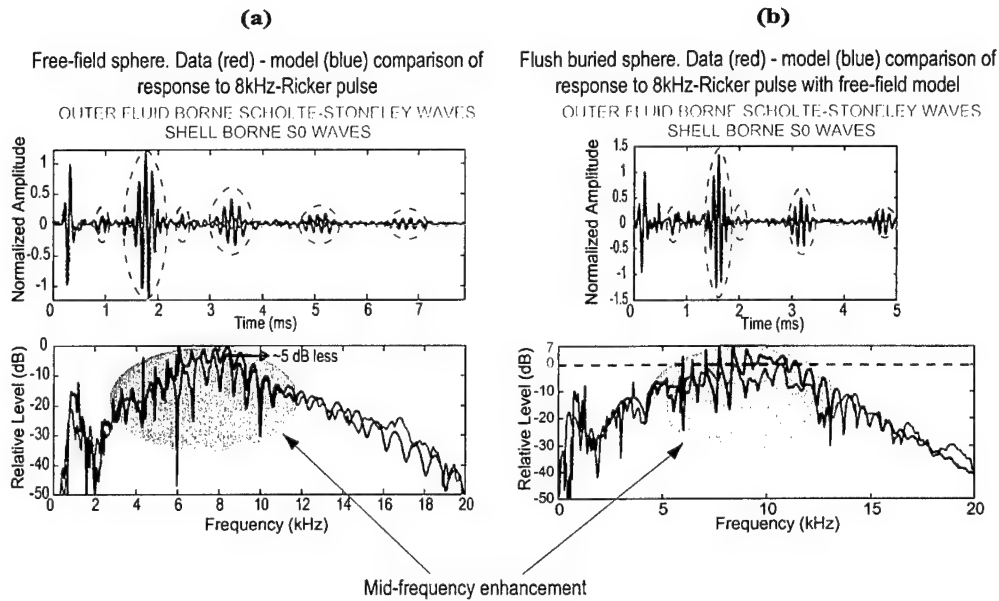 (a)
Free-field sphere. Data (red) - model (blue) comparison of
response to 8kHz-Ricker pulse
OUTER FLUID BORNE SCHOLTE-STONELEY WAVES
SHELL BORNE S0 WAVES
Normalized Amplitude
1
0.5
0
-0.5
-1
0 1 2 3 4 5 6 7
Time (ms)
Relative Level (dB)
0
-10
-20
-30
-40
-50
~5 dB less
0 2 4 6 8 10 12 14 16 18 20
Frequency (kHz)
(b)
Flush buried sphere. Data (red) - model (blue) comparison of
response to 8kHz-Ricker pulse with free-field model
OUTER FLUID BORNE SCHOLTE-STONELEY WAVES
SHELL BORNE S0 WAVES
Normalized Amplitude
1.5
1
0.5
0
-0.5
-1
-1.5
0 1 2 3 4 5
Time (ms)
Relative Level (dB)
7
0
-10
-20
-30
-40
-50
0 5 10 15 20
Frequency (kHz)
Mid-frequency enhancement